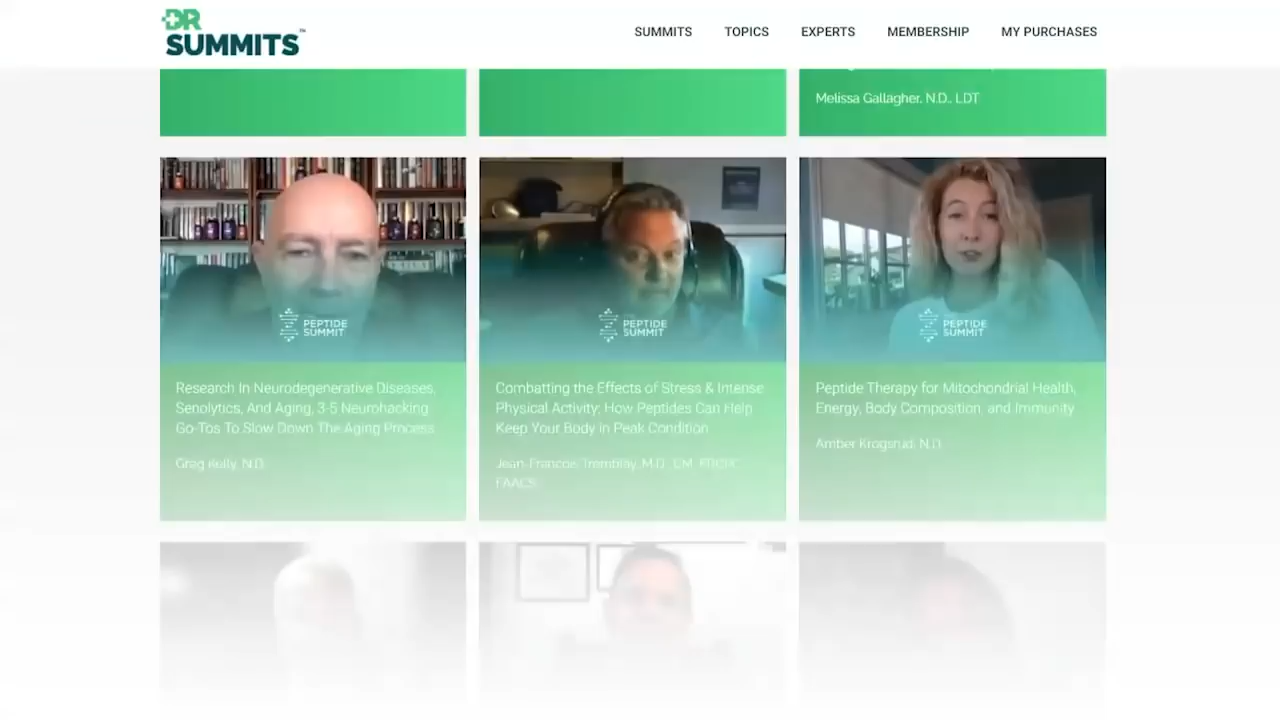 DR
SUMMITS™
SUMMITS
TOPICS
EXPERTS
MEMBERSHIP
MY PURCHASES
Melissa Gallagher, N.D., LDT
PEPTIDE
SUMMIT
Research In Neurodegenerative Diseases,
Senolytics, And Aging, 3-5 Neurohacking
Go-Tos To Slow Down The Aging Process
Greg Kelly, N.D.
PEPTIDE
SUMMIT
Combatting the Effects of Stress & Intense
Physical Activity: How Peptides Can Help
Keep Your Body in Peak Condition
Jean-Francois Tremblay, M.D., CM,
FAACS
PEPTIDE
SUMMIT
Peptide Therapy for Mitochondrial Health,
Energy, Body Composition, and Immunity
Amber Krogsrud, N.D.